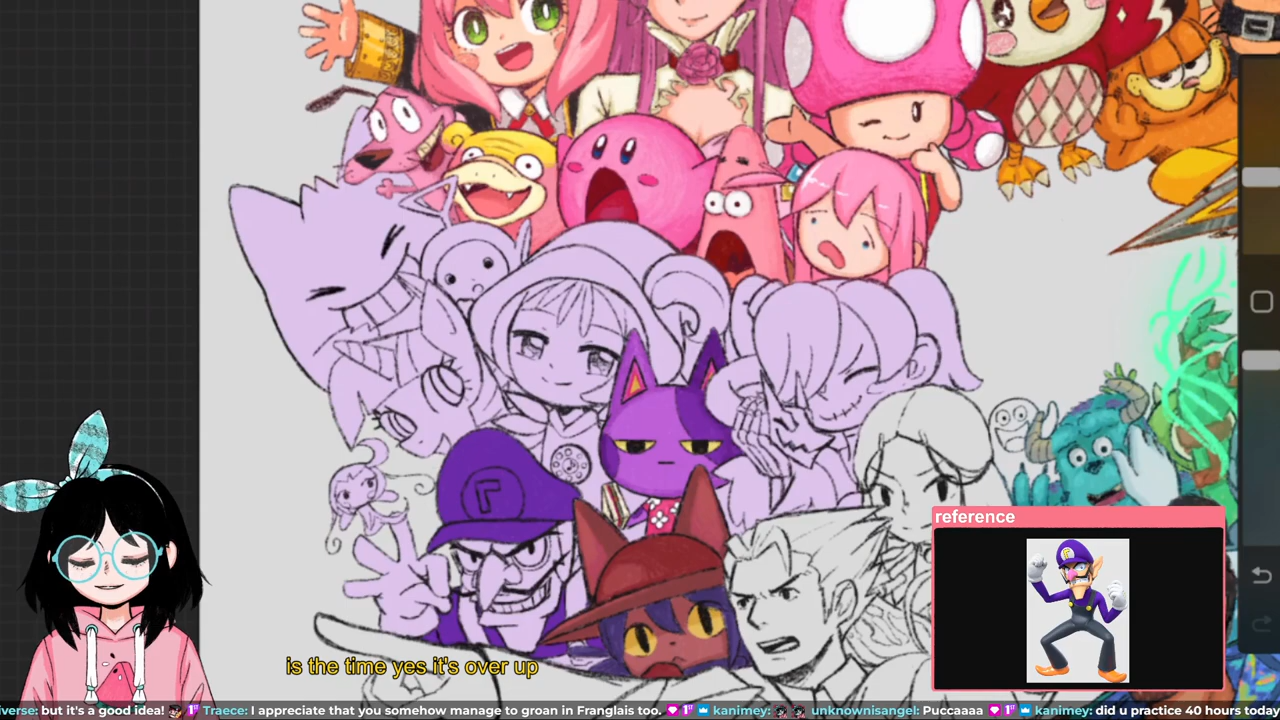 reference
is the time yes it's over up
verse: but it's a good idea! Traece: I appreciate that you somehow manage to groan in Franglais too. kanimey: unknownisangel: Puccaaaa kanimey: did u practice 40 hours today